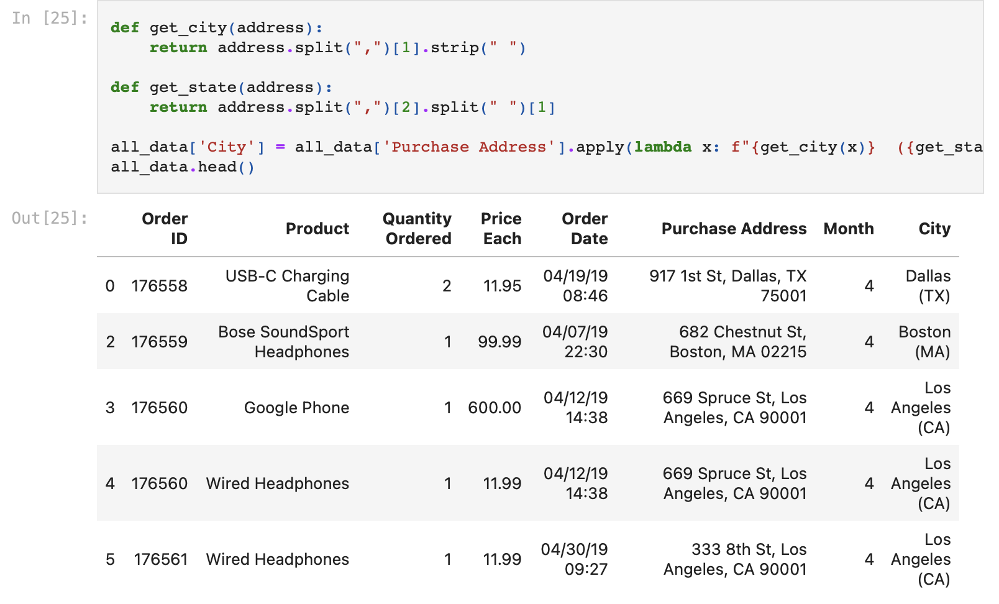 In [25]:
def get_city(address):
    return address.split(",")[1].strip(" ")
def get_state(address):
    return address.split(",")[2].split(" ")[1]
all_data['City'] = all_data['Purchase Address'].apply(lambda x: f"{get_city(x)}  ({get_sta
all_data.head()
Out[25]:
Order ID Product Quantity Ordered Price Each Order Date Purchase Address Month City
0 176558 USB-C Charging Cable 2 11.95 04/19/19 08:46 917 1st St, Dallas, TX 75001 4 Dallas (TX)
2 176559 Bose SoundSport Headphones 1 99.99 04/07/19 22:30 682 Chestnut St, Boston, MA 02215 4 Boston (MA)
3 176560 Google Phone 1 600.00 04/12/19 14:38 669 Spruce St, Los Angeles, CA 90001 4 Los Angeles (CA)
4 176560 Wired Headphones 1 11.99 04/12/19 14:38 669 Spruce St, Los Angeles, CA 90001 4 Los Angeles (CA)
5 176561 Wired Headphones 1 11.99 04/30/19 09:27 333 8th St, Los Angeles, CA 90001 4 Los Angeles (CA)